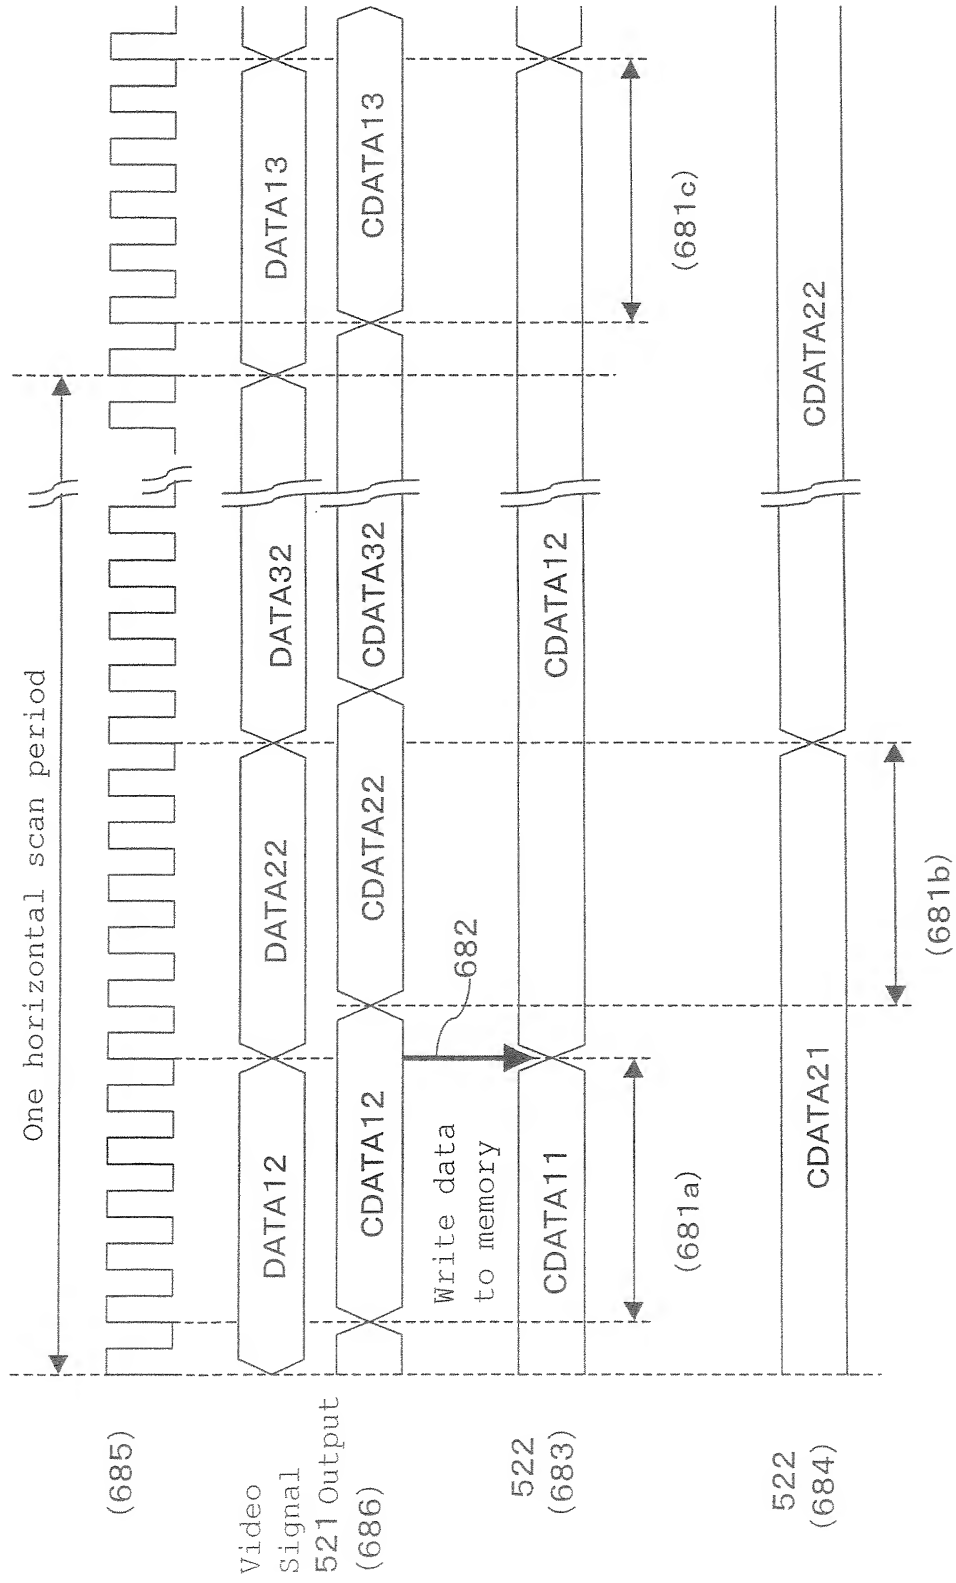 One horizontal scan period
(685)
Video
Signal
DATA12
DATA22
DATA32
DATA13
521 Output
(686)
CDATA12
CDATA22
CDATA32
CDATA13
Write data
to memory
682
522
(683)
CDATA11
CDATA12
(681a)
(681c)
522
(684)
CDATA21
CDATA22
(681b)